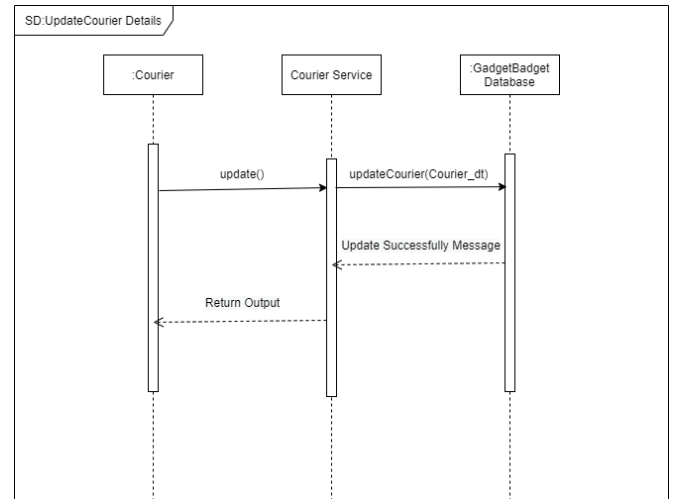 SD:UpdateCourier Details
:Courier
Courier Service
:GadgetBadget
Database
update()
updateCourier(Courier_dt)
Update Successfully Message
Return Output